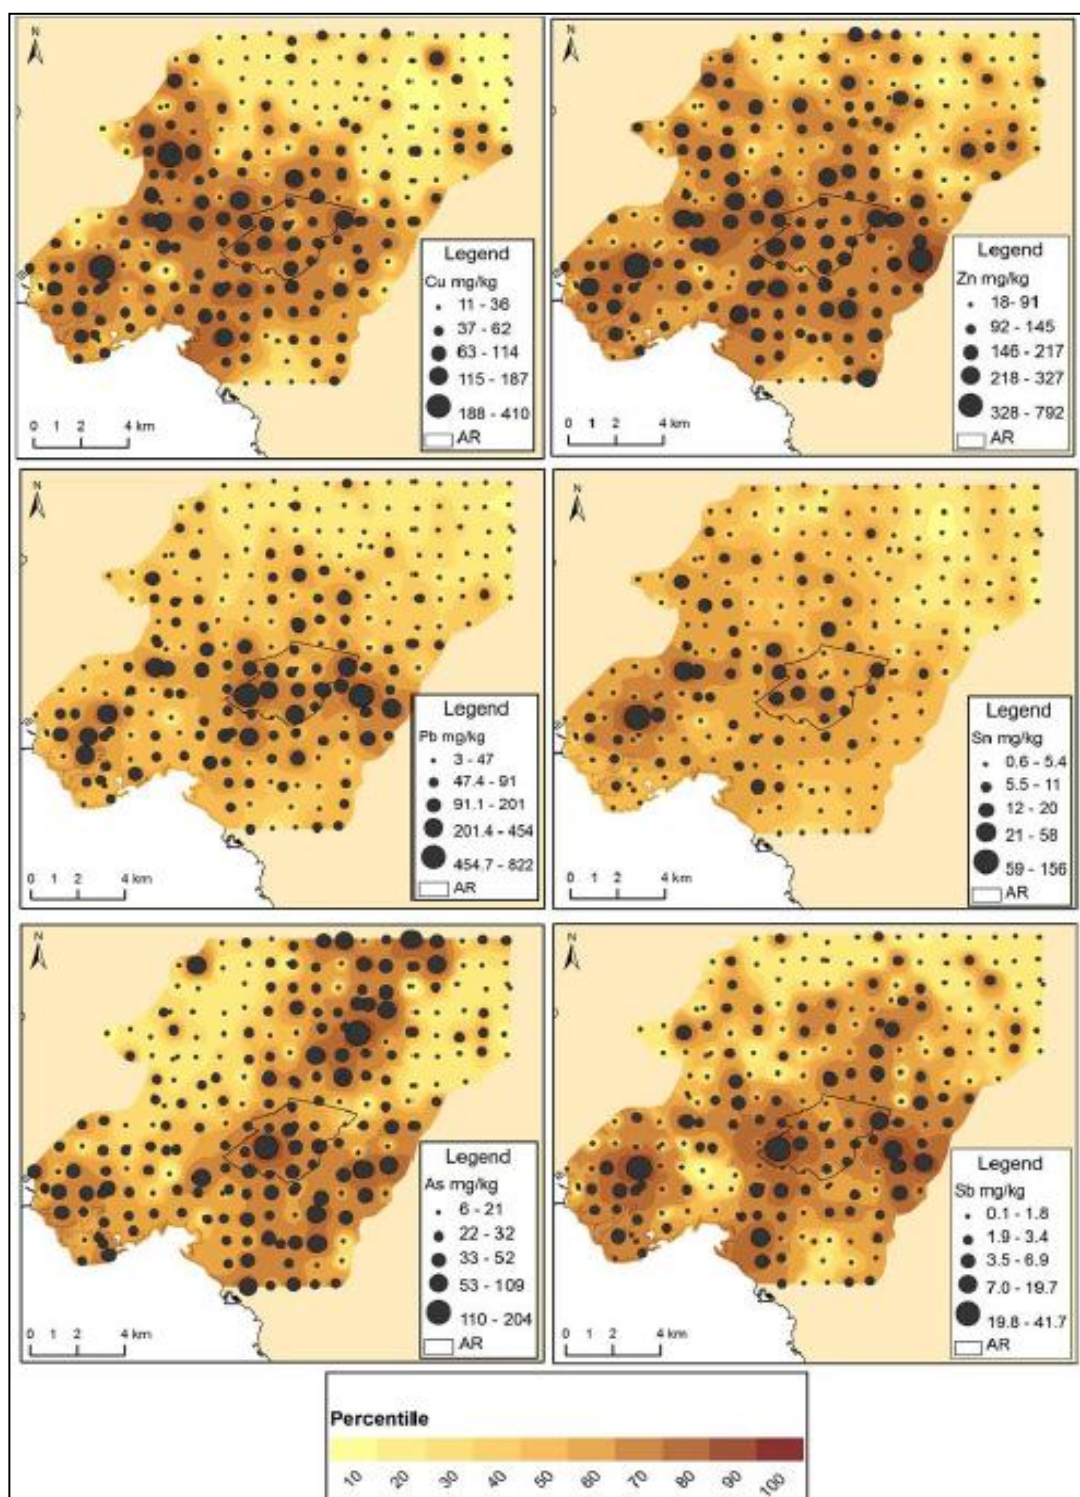 N
Legend
Cu mg/kg
11 - 36
37 - 62
63 - 114
115 - 187
188 - 410
AR
0 1 2 4 km
N
Legend
Zn mg/kg
18- 91
92 - 145
146 - 217
218 - 327
328 - 792
AR
0 1 2 4 km
N
Legend
Pb mg/kg
3 - 47
47.4 - 91
91.1 - 201
201.4 - 454
454.7 - 822
AR
0 1 2 4 km
N
Legend
Sn mg/kg
0.6 - 5.4
5.5 - 11
12 - 20
21 - 58
59 - 156
AR
0 1 2 4 km
N
Legend
As mg/kg
6 - 21
22 - 32
33 - 52
53 - 109
110 - 204
AR
0 1 2 4 km
N
Legend
Sb mg/kg
0.1 - 1.8
1.9 - 3.4
3.5 - 6.9
7.0 - 19.7
19.8 - 41.7
AR
0 1 2 4 km
Percentille
10 20 30 40 50 60 70 80 90 100